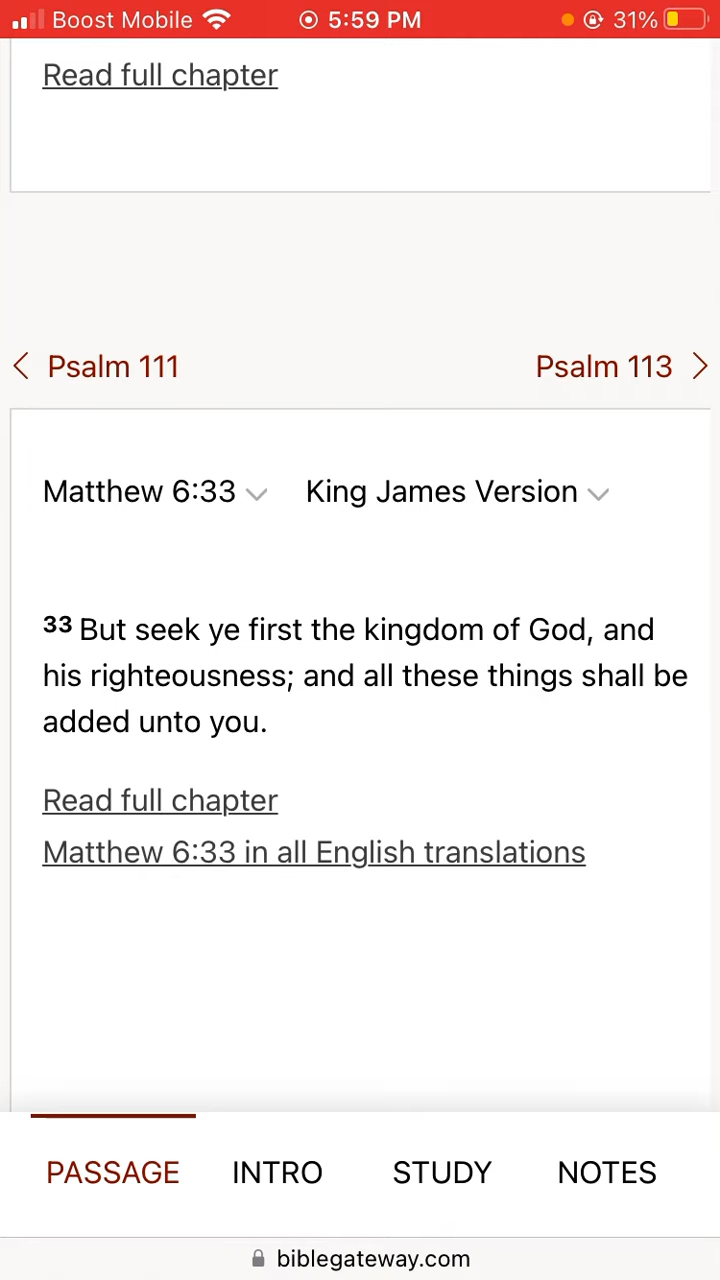 Boost Mobile 5:59 PM 31%
Read full chapter
Psalm 111 Psalm 113
Matthew 6:33 King James Version
33 But seek ye first the kingdom of God, and
his righteousness; and all these things shall be
added unto you.
Read full chapter
Matthew 6:33 in all English translations
PASSAGE INTRO STUDY NOTES
biblegateway.com